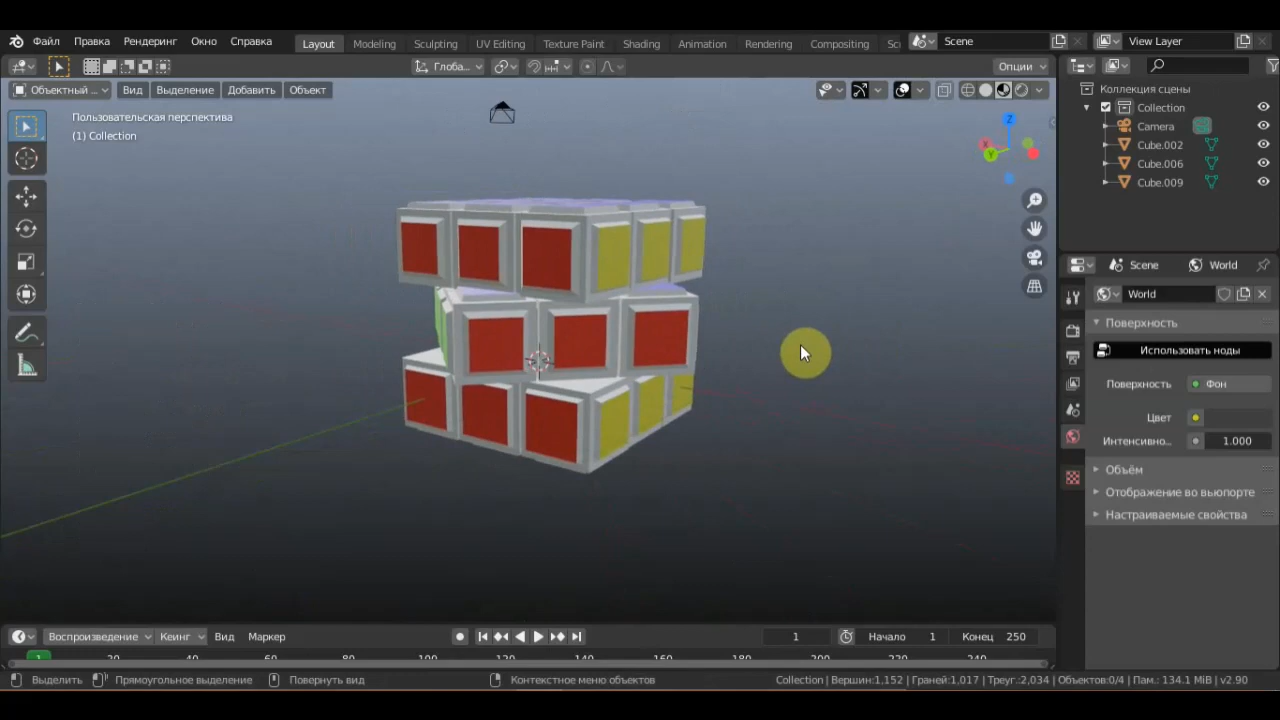 Файл Правка Рендеринг Окно Справка Layout Modeling Sculpting UV Editing Texture Paint Shading Animation Rendering Compositing Sc Scene View Layer
Глоба... Опции
Объектный ... Вид Выделение Добавить Объект
Коллекция сцены
Пользовательская перспектива
(1) Collection
Collection
Camera
Cube.002
Cube.006
Cube.009
Z
X
Y
Scene World
World
Поверхность
Использовать ноды
Поверхность Фон
Цвет
Интенсивно... 1.000
Объём
Отображение во вьюпорте
Настраиваемые свойства
Воспроизведение Кеинг Вид Маркер 1 Начало 1 Конец 250
1 20 40 60 80 100 120 140 160 180 200 220 240
Выделить Прямоугольное выделение Повернуть вид Контекстное меню объектов Collection | Вершин:1,152 | Граней:1,017 | Треуг.:2,034 | Объектов:0/4 | Пам.: 134.1 MiB | v2.90